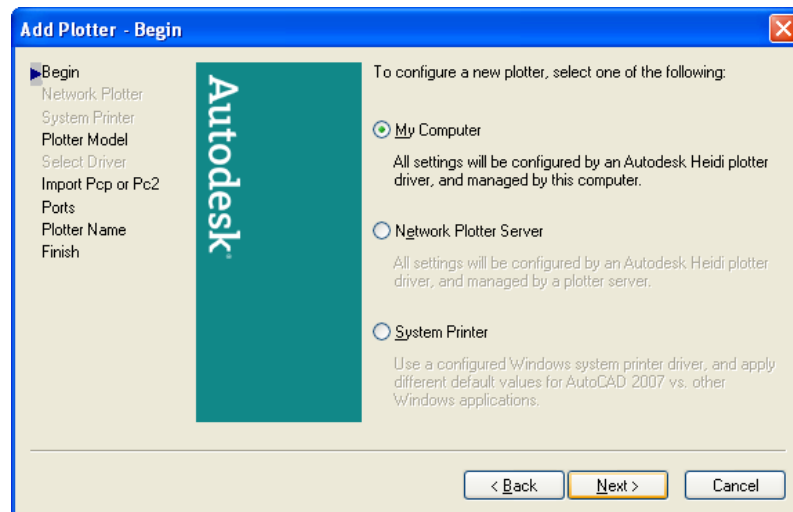 Add Plotter - Begin
Begin
Network Plotter
System Printer
Plotter Model
Select Driver
Import Pcp or Pc2
Ports
Plotter Name
Finish
Autodesk
To configure a new plotter, select one of the following:
My Computer
All settings will be configured by an Autodesk Heidi plotter
driver, and managed by this computer.
Network Plotter Server
All settings will be configured by an Autodesk Heidi plotter
driver, and managed by a plotter server.
System Printer
Use a configured Windows system printer driver, and apply
different default values for AutoCAD 2007 vs. other
Windows applications.
< Back
Next >
Cancel